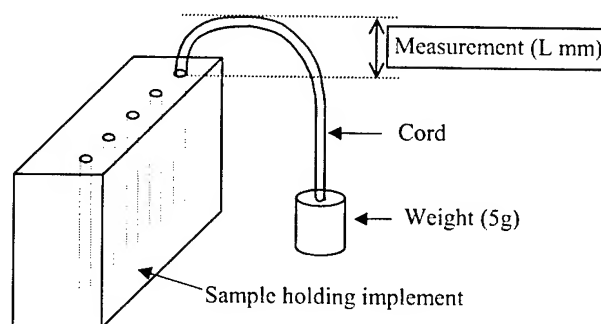 Measurement (L mm)
Cord
Weight (5g)
Sample holding implement